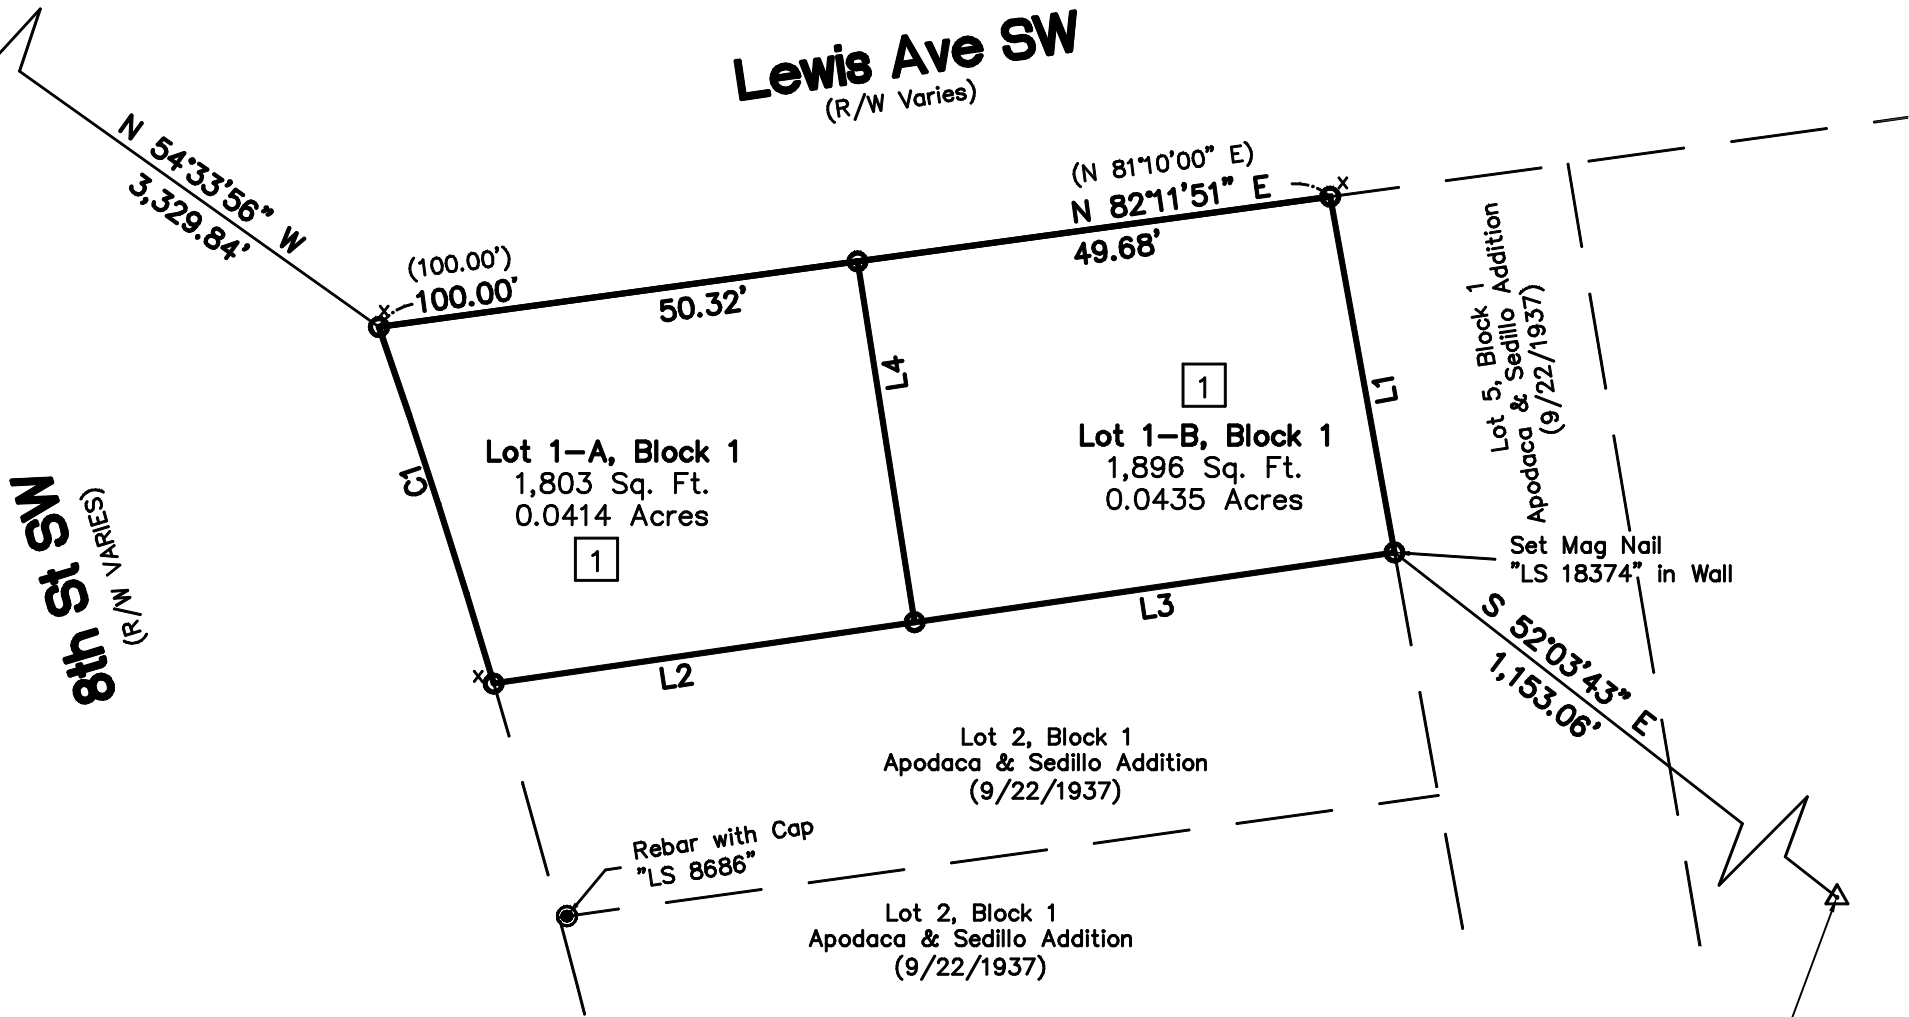 Lewis Ave SW
(R/W Varies)
N 54°33'56" W
3,329.84'
(N 81°10'00" E)
N 82°11'51" E
49.68'
(100.00')
100.00'
50.32'
L4
L1
C1
Lot 1-A, Block 1
1,803 Sq. Ft.
0.0414 Acres
1
1
Lot 1-B, Block 1
1,896 Sq. Ft.
0.0435 Acres
Lot 5, Block 1
Apodaca & Sedillo Addition
(9/22/1937)
8th St SW
(R/W VARIES)
Set Mag Nail
"LS 18374" in Wall
L3
L2
S 52°03'43" E
1,153.06'
Lot 2, Block 1
Apodaca & Sedillo Addition
(9/22/1937)
Rebar with Cap
"LS 8686"
Lot 2, Block 1
Apodaca & Sedillo Addition
(9/22/1937)